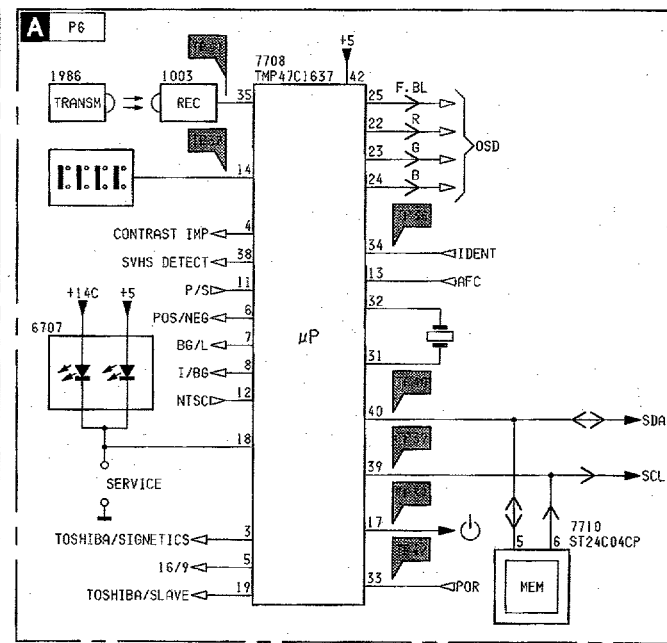 A P6
+5
7708
TMP47C1637 42
1986 1003
TRANSM REC 35
14
CONTRAST IMP 4
SVHS DETECT 38
P/S 11
POS/NEG 6
BG/L 7
I/BG 8
NTSC 12
+14C +5
6707
18
SERVICE
TOSHIBA/SIGNETICS 3
16/9 5
TOSHIBA/SLAVE 19
µP
25 F.BL
22 R
23 G
24 B
OSD
34 IDENT
13 AFC
32
31
40 SDA
39 SCL
17
33 POR
5 6 7710
ST24C04CP
MEM